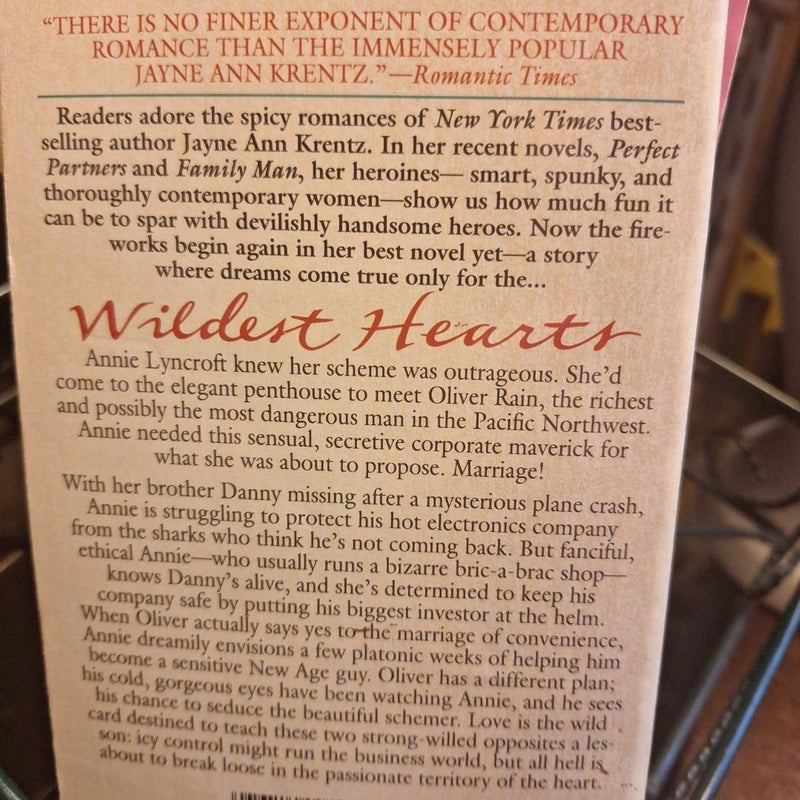 “THERE IS NO FINER EXPONENT OF CONTEMPORARY
ROMANCE THAN THE IMMENSELY POPULAR
JAYNE ANN KRENTZ.”—Romantic Times
Readers adore the spicy romances of New York Times best-
selling author Jayne Ann Krentz. In her recent novels, Perfect
Partners and Family Man, her heroines— smart, spunky, and
thoroughly contemporary women—show us how much fun it
can be to spar with devilishly handsome heroes. Now the fire-
works begin again in her best novel yet—a story
where dreams come true only for the...
Wildest Hearts
Annie Lyncroft knew her scheme was outrageous. She’d
come to the elegant penthouse to meet Oliver Rain, the richest
and possibly the most dangerous man in the Pacific Northwest.
Annie needed this sensual, secretive corporate maverick for
what she was about to propose. Marriage!
With her brother Danny missing after a mysterious plane crash,
Annie is struggling to protect his hot electronics company
from the sharks who think he’s not coming back. But fanciful,
ethical Annie—who usually runs a bizarre bric-a-brac shop—
knows Danny’s alive, and she’s determined to keep his
company safe by putting his biggest investor at the helm.
When Oliver actually says yes to the marriage of convenience,
Annie dreamily envisions a few platonic weeks of helping him
become a sensitive New Age guy. Oliver has a different plan;
his cold, gorgeous eyes have been watching Annie, and he sees
his chance to seduce the beautiful schemer. Love is the wild
card destined to teach these two strong-willed opposites a les-
son: icy control might run the business world, but all hell is
about to break loose in the passionate territory of the heart.